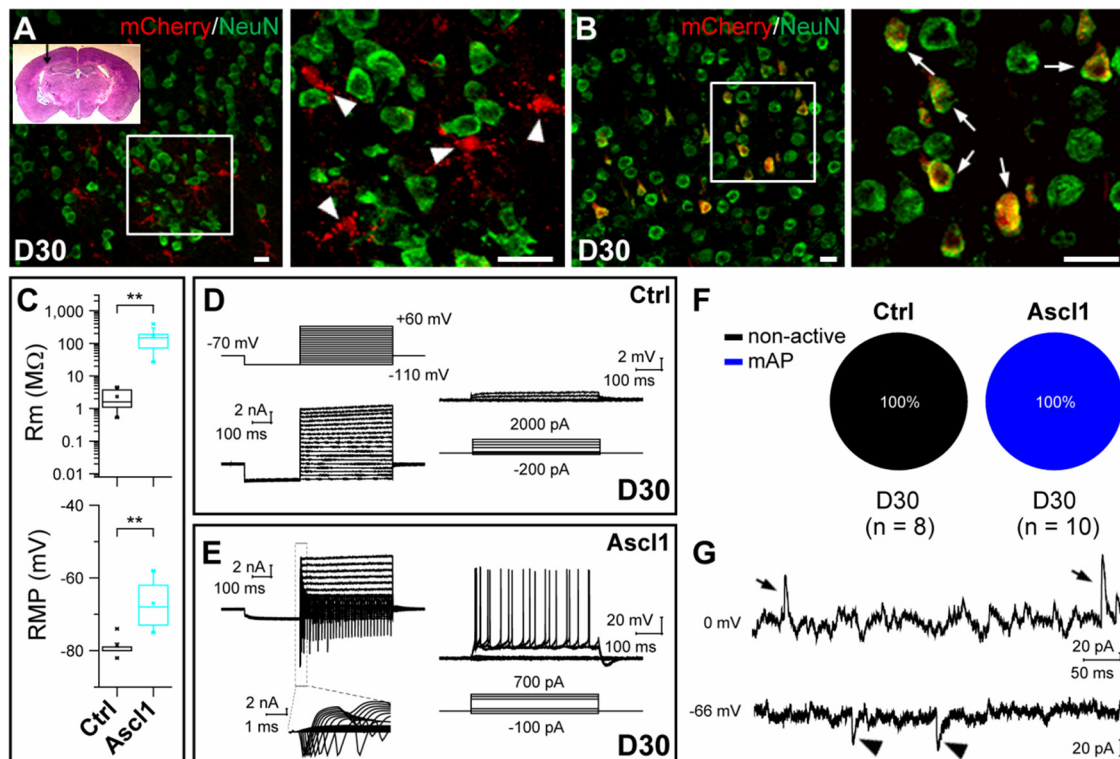 A
mCherry/NeuN
D30
B
mCherry/NeuN
D30
C
**
1,000
100
10
1
0.1
0.01
Rm (MΩ)
**
-40
-60
-80
RMP (mV)
Ctrl
Ascl1
D
Ctrl
+60 mV
-70 mV
-110 mV
2 nA
100 ms
2 mV
100 ms
2000 pA
-200 pA
D30
E
Ascl1
2 nA
100 ms
2 nA
1 ms
20 mV
100 ms
700 pA
-100 pA
D30
F
Ctrl
Ascl1
non-active
mAP
100%
100%
D30
(n = 8)
D30
(n = 10)
G
0 mV
20 pA
50 ms
-66 mV
20 pA